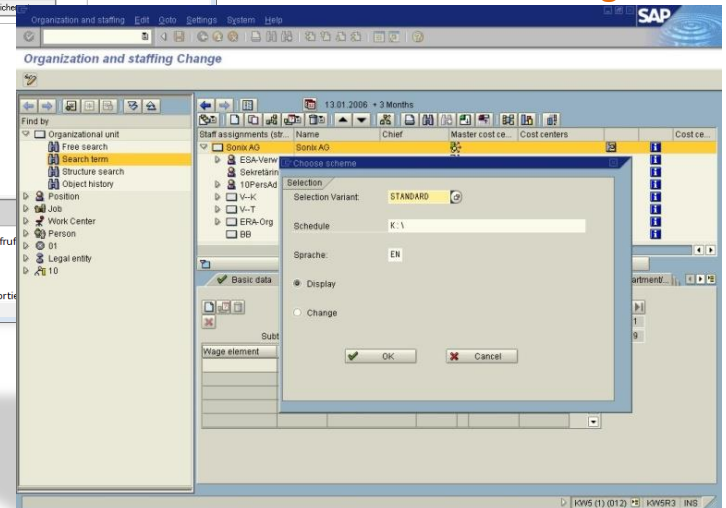 Organization and staffing Edit Goto Settings System Help
SAP
Organization and staffing Change
13.01.2006 + 3 Months
Find by
Organizational unit
Free search
Search term
Structure search
Object history
Position
Job
Work Center
Person
01
Legal entity
10
Staff assignments (str... Name Chief Master cost ce... Cost centers Cost ce...
Sonix AG Sonix AG
ESA-Verw
Sekretärin
10PersAd
V--K
V--T
ERA-Org
BB
Choose scheme
Selection
Selection Variant: STANDARD
Schedule K:\
Sprache: EN
Display
Change
OK Cancel
Basic data
artment/...
1
9
Subt
Wage element
KW5 (1) (012) KW5R3 INS